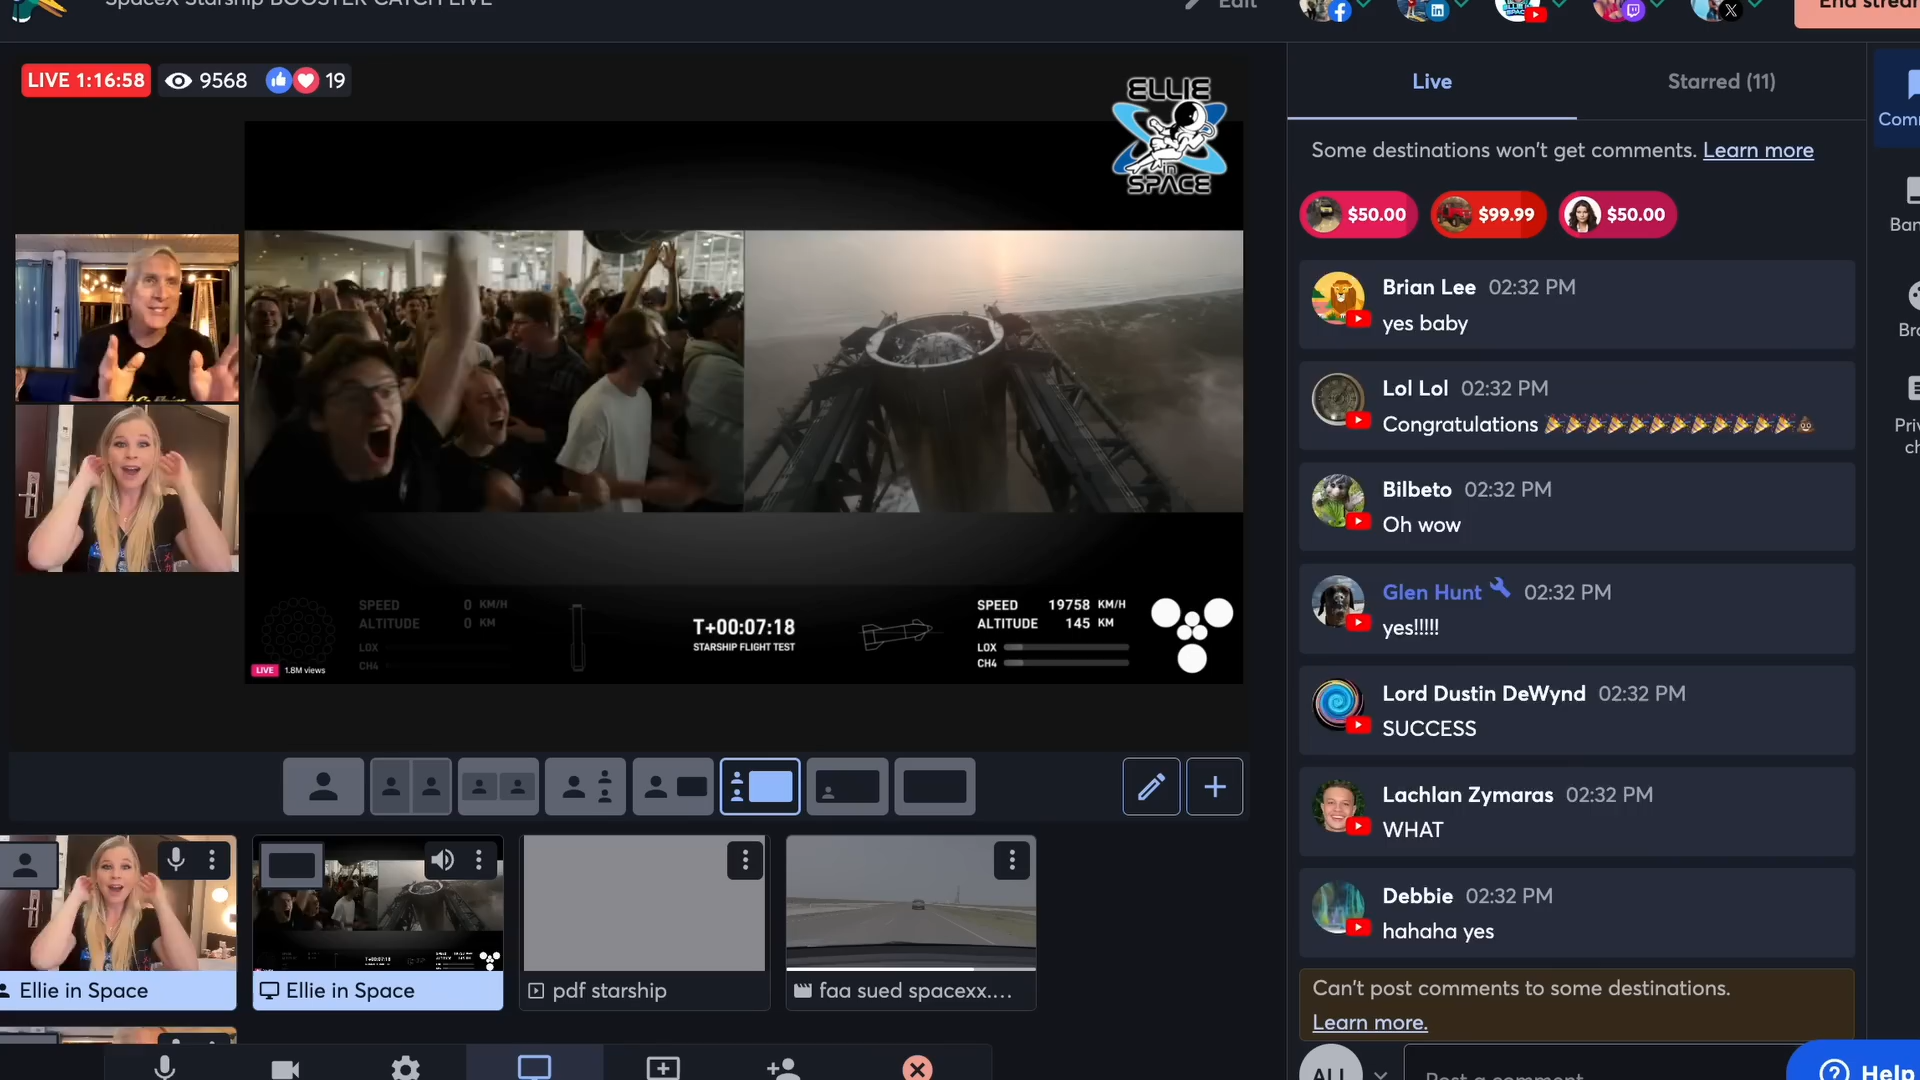 SpaceX Starship BOOSTER CATCH LIVE
Edit
LIVE 1:16:58
9568
19
ELLIE
in
SPACE
SPEED 0 KM/H
ALTITUDE 0 KM
LOX
CH4
T+00:07:18
STARSHIP FLIGHT TEST
SPEED 19758 KM/H
ALTITUDE 145 KM
LOX
CH4
LIVE 1.8M views
Ellie in Space
Ellie in Space
pdf starship
faa sued spacexx....
Live
Starred (11)
Some destinations won't get comments. Learn more
$50.00
$99.99
$50.00
Brian Lee 02:32 PM
yes baby
Lol Lol 02:32 PM
Congratulations 🎉🎉🎉🎉🎉🎉🎉🎉🎉🎉🎉🎉💩
Bilbeto 02:32 PM
Oh wow
Glen Hunt 02:32 PM
yes!!!!!
Lord Dustin DeWynd 02:32 PM
SUCCESS
Lachlan Zymaras 02:32 PM
WHAT
Debbie 02:32 PM
hahaha yes
Can't post comments to some destinations.
Learn more.
ALL
Post a comment
Help